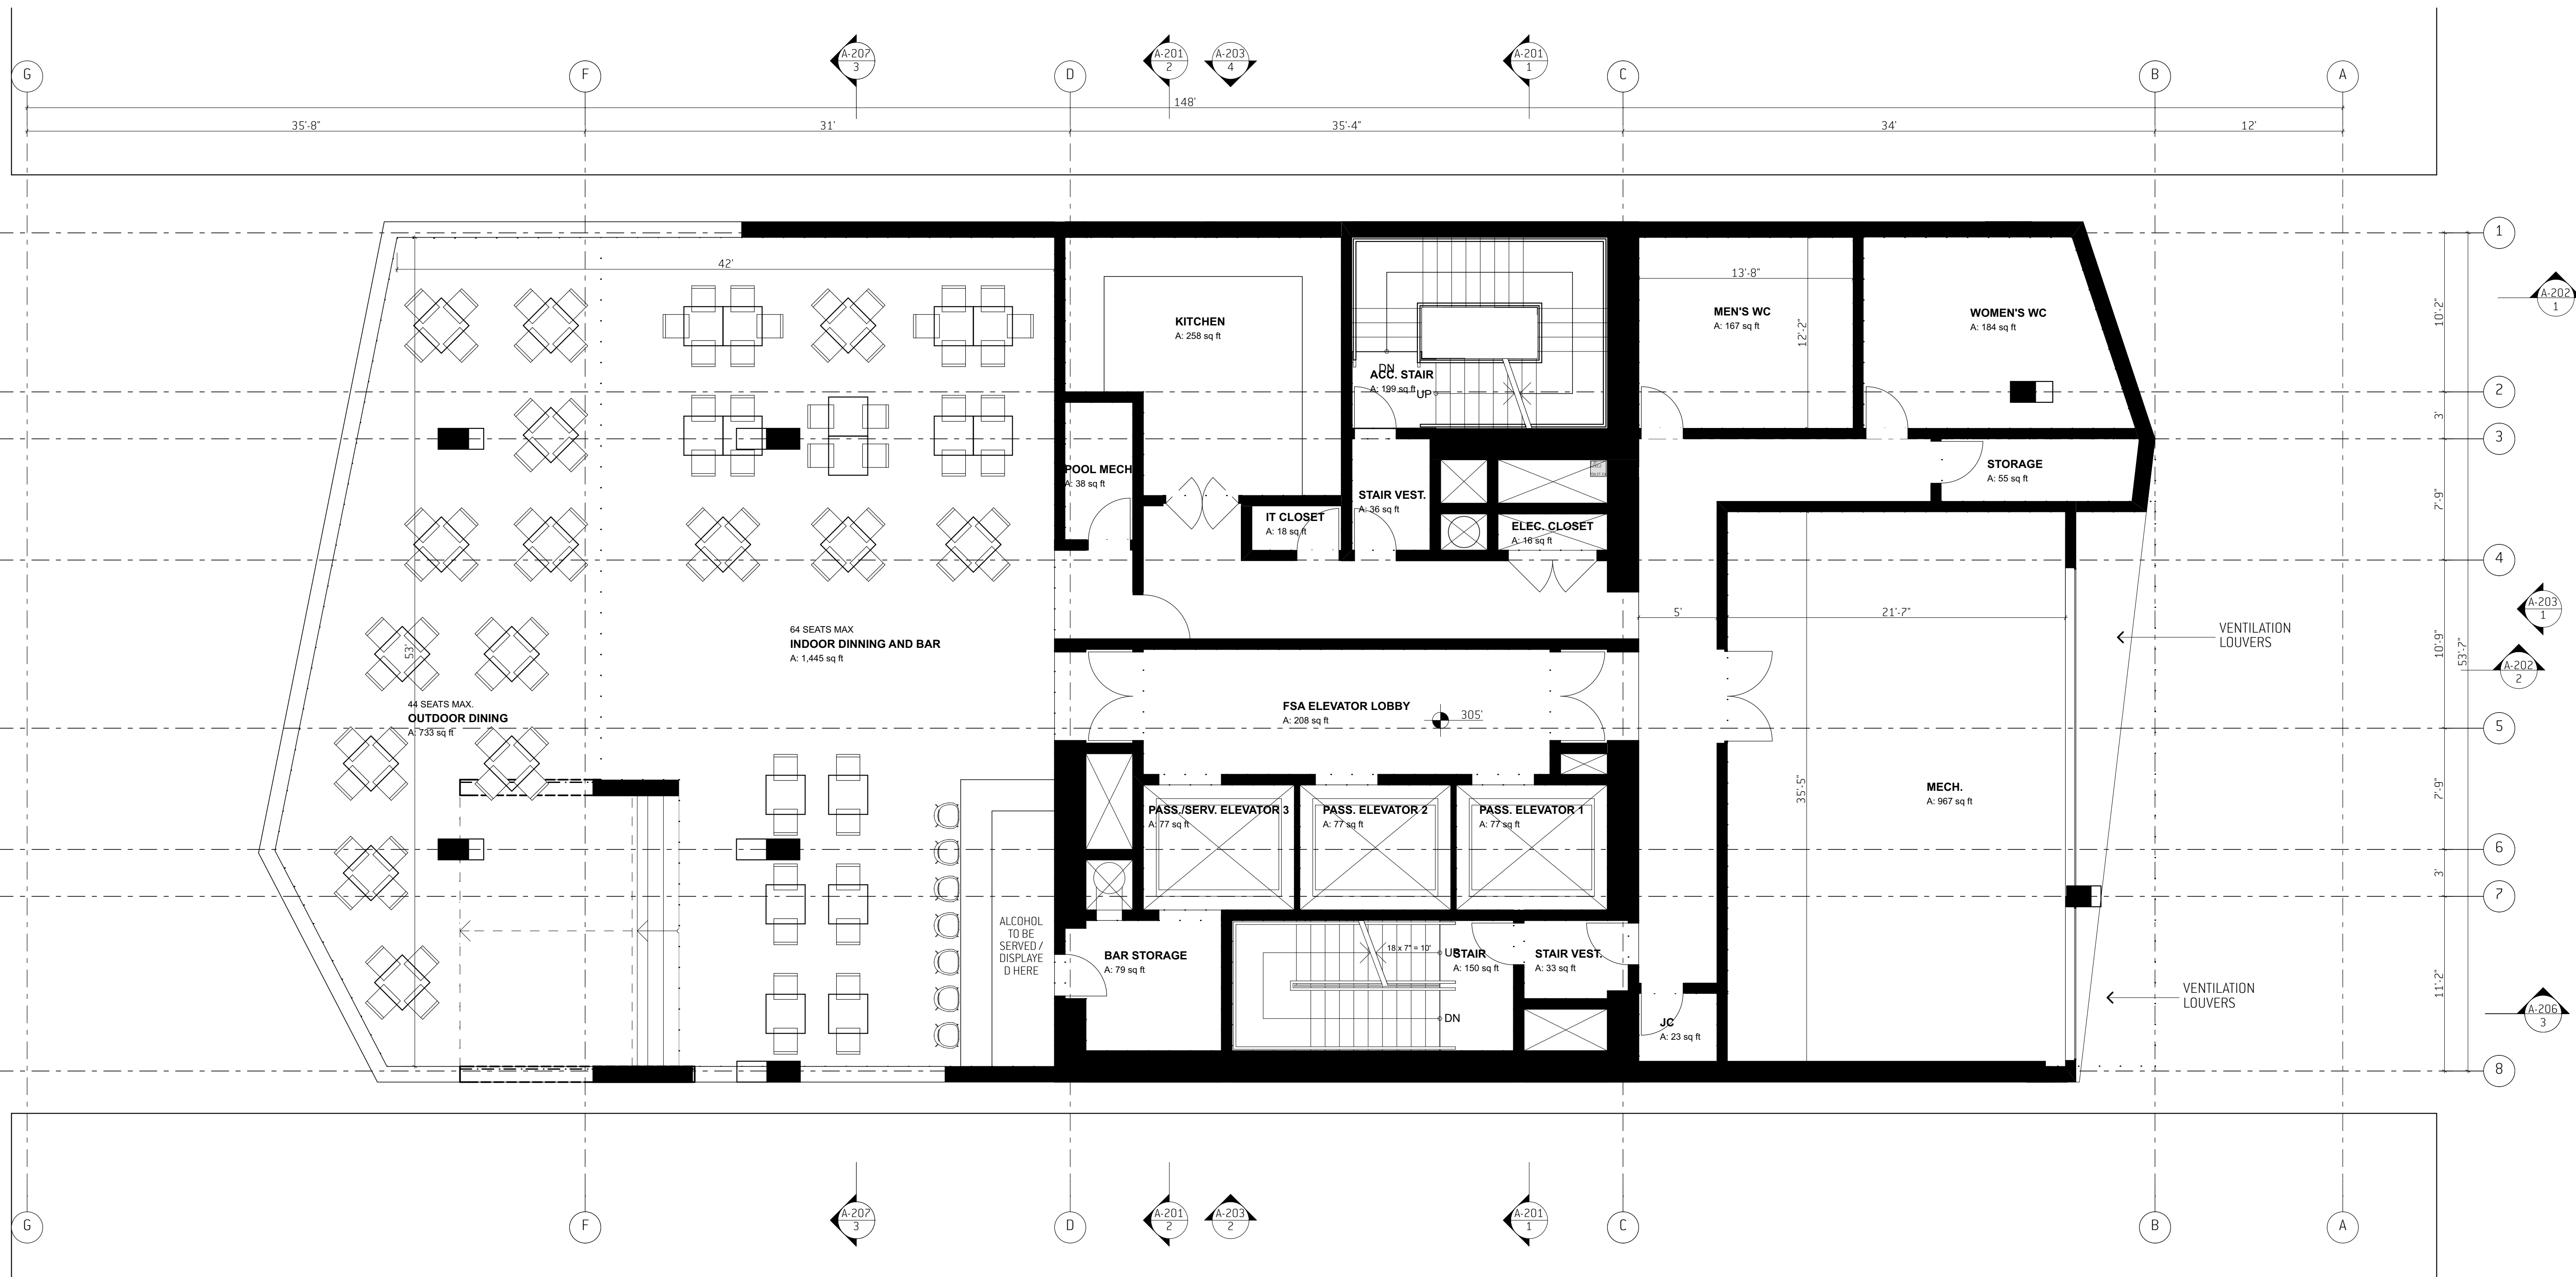 A-207
3
A-201
2
A-203
4
A-201
1
G
F
D
C
B
A
148'
35'-8"
31'
35'-4"
34'
12'
1
42'
13'-8"
A-202
1
10'-2"
KITCHEN
A: 258 sq ft
MEN'S WC
A: 167 sq ft
12'-2"
WOMEN'S WC
A: 184 sq ft
DN
ACC. STAIR
A: 199 sq ft
UP
2
3'
3
POOL MECH
A: 38 sq ft
STORAGE
A: 55 sq ft
STAIR VEST.
A: 36 sq ft
7'-9"
IT CLOSET
A: 18 sq ft
ELEC. CLOSET
A: 16 sq ft
4
5'
21'-7"
A-203
1
64 SEATS MAX
INDOOR DINNING AND BAR
A: 1,445 sq ft
VENTILATION
LOUVERS
53'
10'-9"
53'-7"
A-202
2
44 SEATS MAX.
OUTDOOR DINING
A: 733 sq ft
FSA ELEVATOR LOBBY
A: 208 sq ft
305'
5
35'-5"
MECH.
A: 967 sq ft
7'-9"
PASS./SERV. ELEVATOR 3
A: 77 sq ft
PASS. ELEVATOR 2
A: 77 sq ft
PASS. ELEVATOR 1
A: 77 sq ft
6
3'
7
ALCOHOL
TO BE
SERVED /
DISPLAYE
D HERE
BAR STORAGE
A: 79 sq ft
18 x 7" = 10'
UP
STAIR
A: 150 sq ft
STAIR VEST.
A: 33 sq ft
11'-2"
VENTILATION
LOUVERS
DN
JC
A: 23 sq ft
A-206
3
8
A-207
3
A-201
2
A-203
2
A-201
1
G
F
D
C
B
A